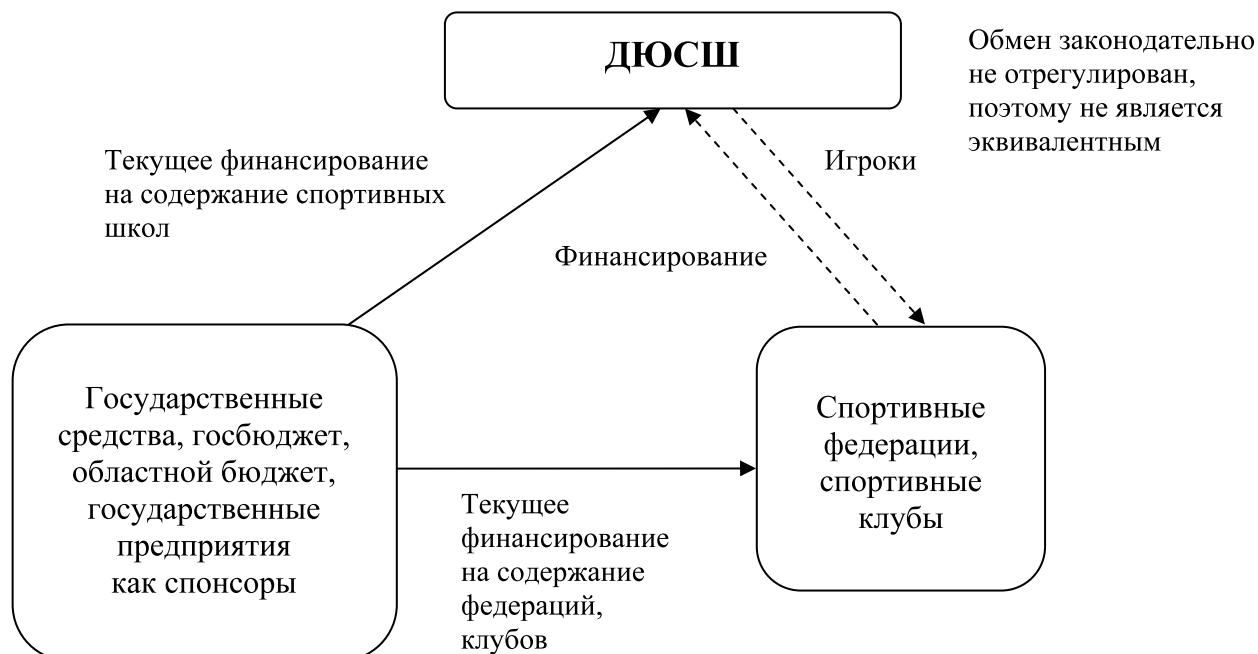 ДЮСШ
Обмен законодательно
не отрегулирован,
поэтому не является
эквивалентным
Текущее финансирование
на содержание спортивных
школ
Игроки
Финансирование
Государственные
средства, госбюджет,
областной бюджет,
государственные
предприятия
как спонсоры
Спортивные
федерации,
спортивные
клубы
Текущее
финансирование
на содержание
федераций,
клубов